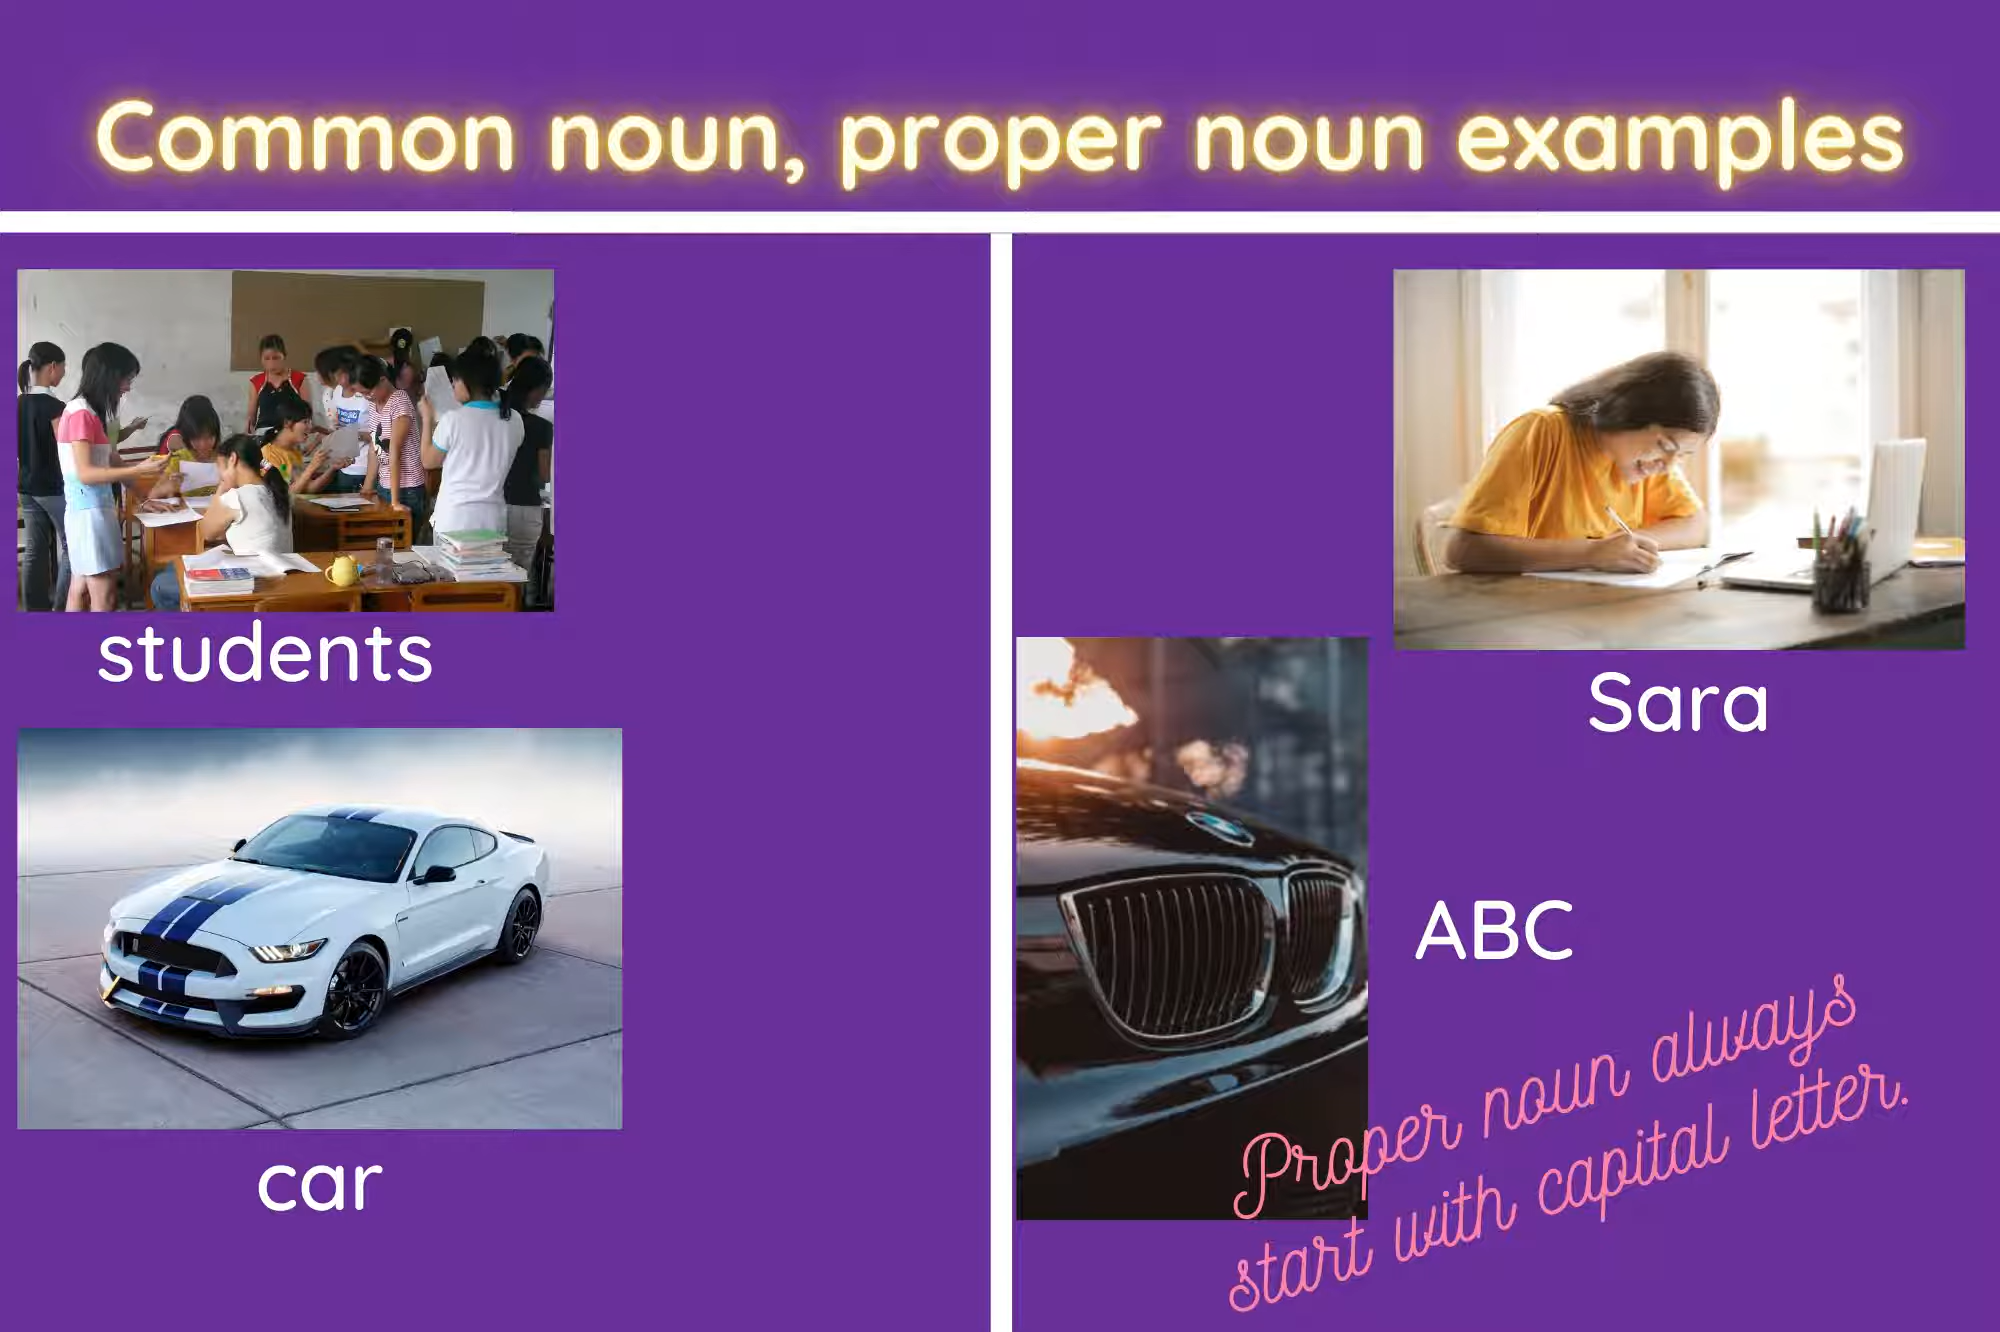 Common noun, proper noun examples
students
car
Sara
ABC
Proper noun always
start with capital letter.